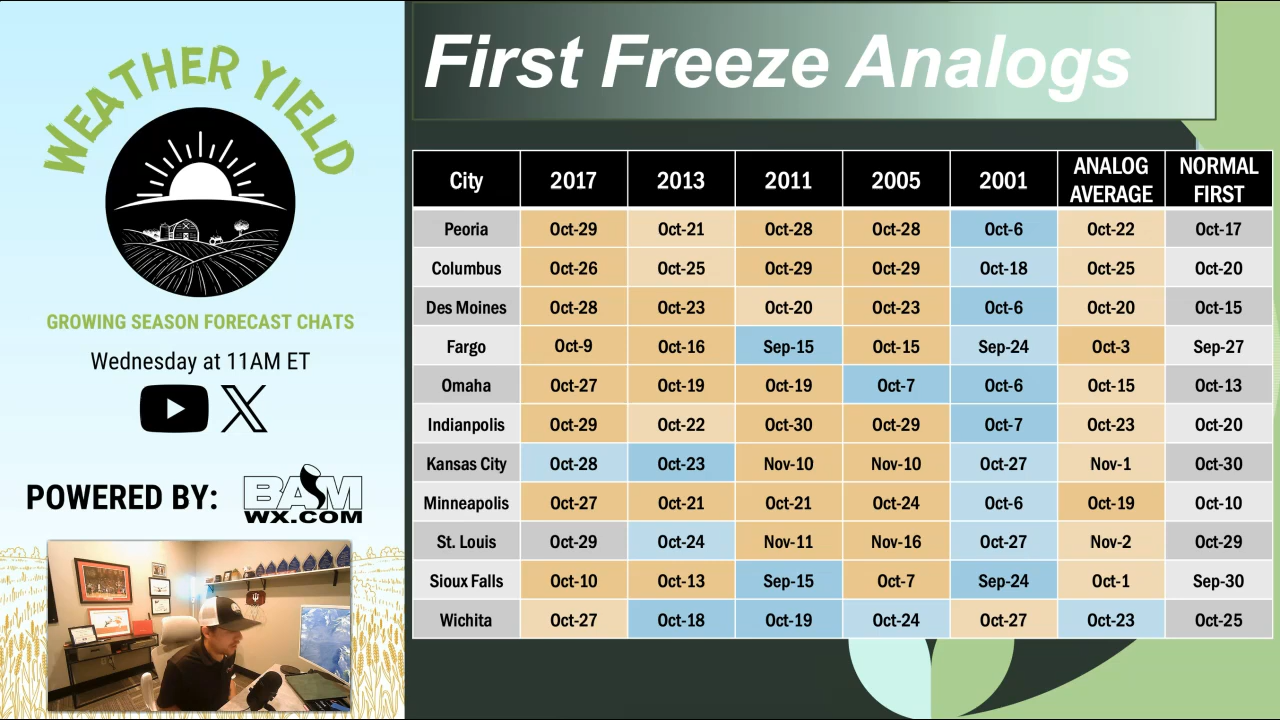 WEATHER YIELD
GROWING SEASON FORECAST CHATS
Wednesday at 11AM ET
POWERED BY: BAM
WX.COM
First Freeze Analogs
City 2017 2013 2011 2005 2001 ANALOG AVERAGE NORMAL FIRST
Peoria Oct-29 Oct-21 Oct-28 Oct-28 Oct-6 Oct-22 Oct-17
Columbus Oct-26 Oct-25 Oct-29 Oct-29 Oct-18 Oct-25 Oct-20
Des Moines Oct-28 Oct-23 Oct-20 Oct-23 Oct-6 Oct-20 Oct-15
Fargo Oct-9 Oct-16 Sep-15 Oct-15 Sep-24 Oct-3 Sep-27
Omaha Oct-27 Oct-19 Oct-19 Oct-7 Oct-6 Oct-15 Oct-13
Indianpolis Oct-29 Oct-22 Oct-30 Oct-29 Oct-7 Oct-23 Oct-20
Kansas City Oct-28 Oct-23 Nov-10 Nov-10 Oct-27 Nov-1 Oct-30
Minneapolis Oct-27 Oct-21 Oct-21 Oct-24 Oct-6 Oct-19 Oct-10
St. Louis Oct-29 Oct-24 Nov-11 Nov-16 Oct-27 Nov-2 Oct-29
Sioux Falls Oct-10 Oct-13 Sep-15 Oct-7 Sep-24 Oct-1 Sep-30
Wichita Oct-27 Oct-18 Oct-19 Oct-24 Oct-27 Oct-23 Oct-25